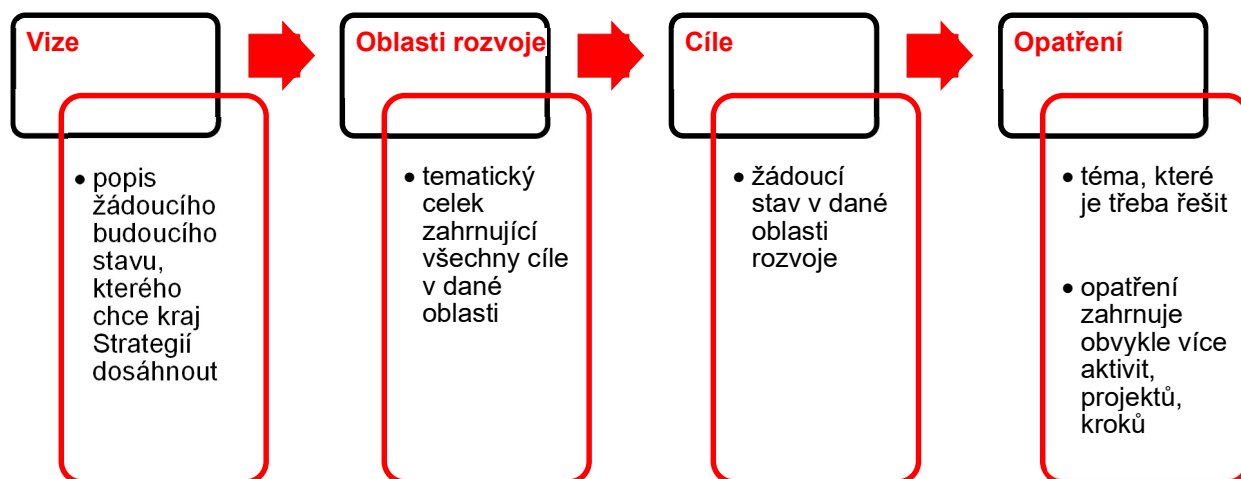 Vize
• popis
žádoucího
budoucího
stavu,
kterého
chce kraj
Strategií
dosáhnout
Oblasti rozvoje
• tematický
celek
zahrnující
všechny cíle
v dané
oblasti
Cíle
• žádoucí
stav v dané
oblasti
rozvoje
Opatření
• téma, které
je třeba řešit
• opatření
zahrnuje
obvykle více
aktivit,
projektů,
kroků